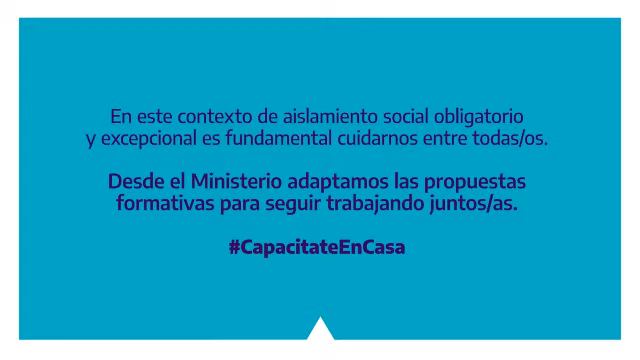 En este contexto de aislamiento social obligatorio
y excepcional es fundamental cuidarnos entre todas/os.
Desde el Ministerio adaptamos las propuestas
formativas para seguir trabajando juntos/as.
#CapacitateEnCasa